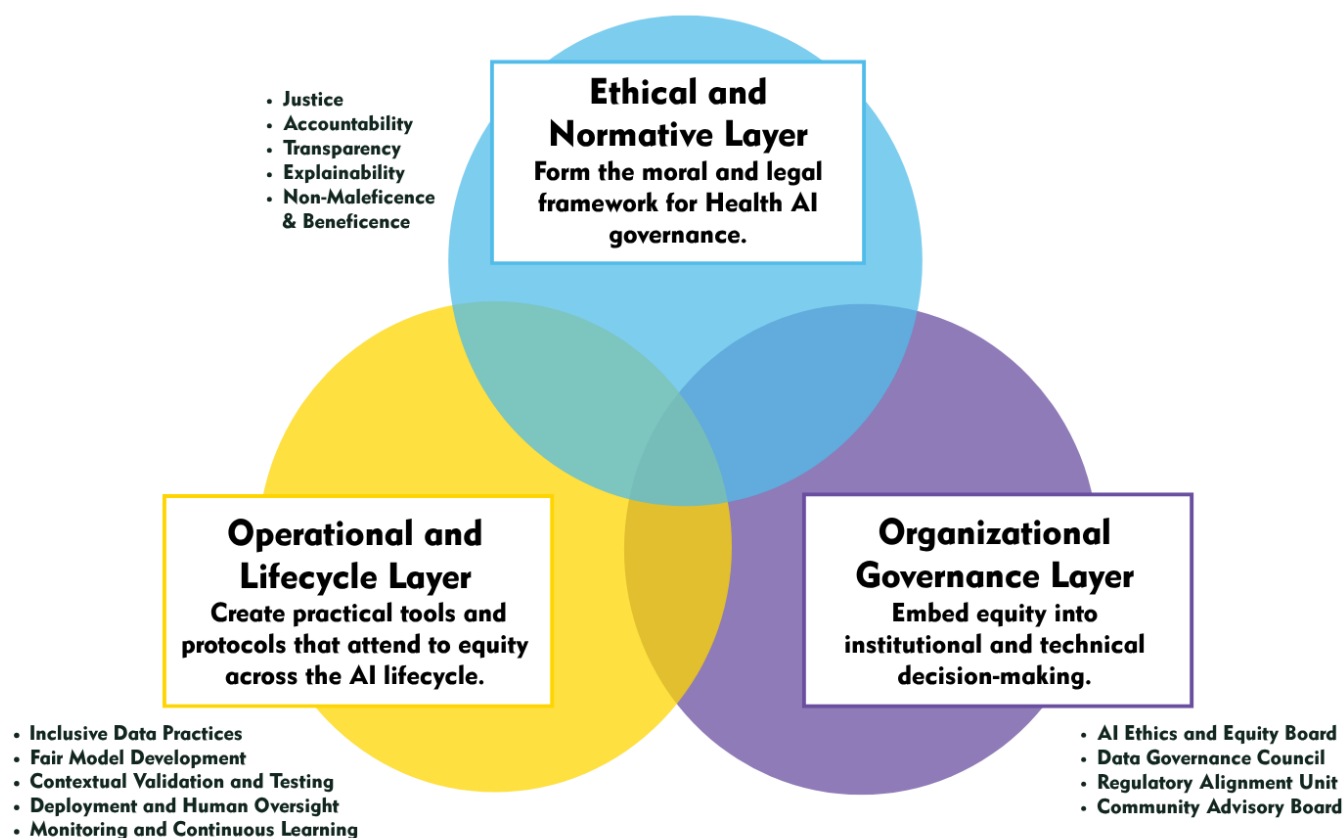 Ethical and
Normative Layer
Form the moral and legal
framework for Health AI
governance.
• Justice
• Accountability
• Transparency
• Explainability
• Non-Maleficence
& Beneficence
Operational and
Lifecycle Layer
Create practical tools and
protocols that attend to equity
across the AI lifecycle.
• Inclusive Data Practices
• Fair Model Development
• Contextual Validation and Testing
• Deployment and Human Oversight
• Monitoring and Continuous Learning
Organizational
Governance Layer
Embed equity into
institutional and technical
decision-making.
• AI Ethics and Equity Board
• Data Governance Council
• Regulatory Alignment Unit
• Community Advisory Board